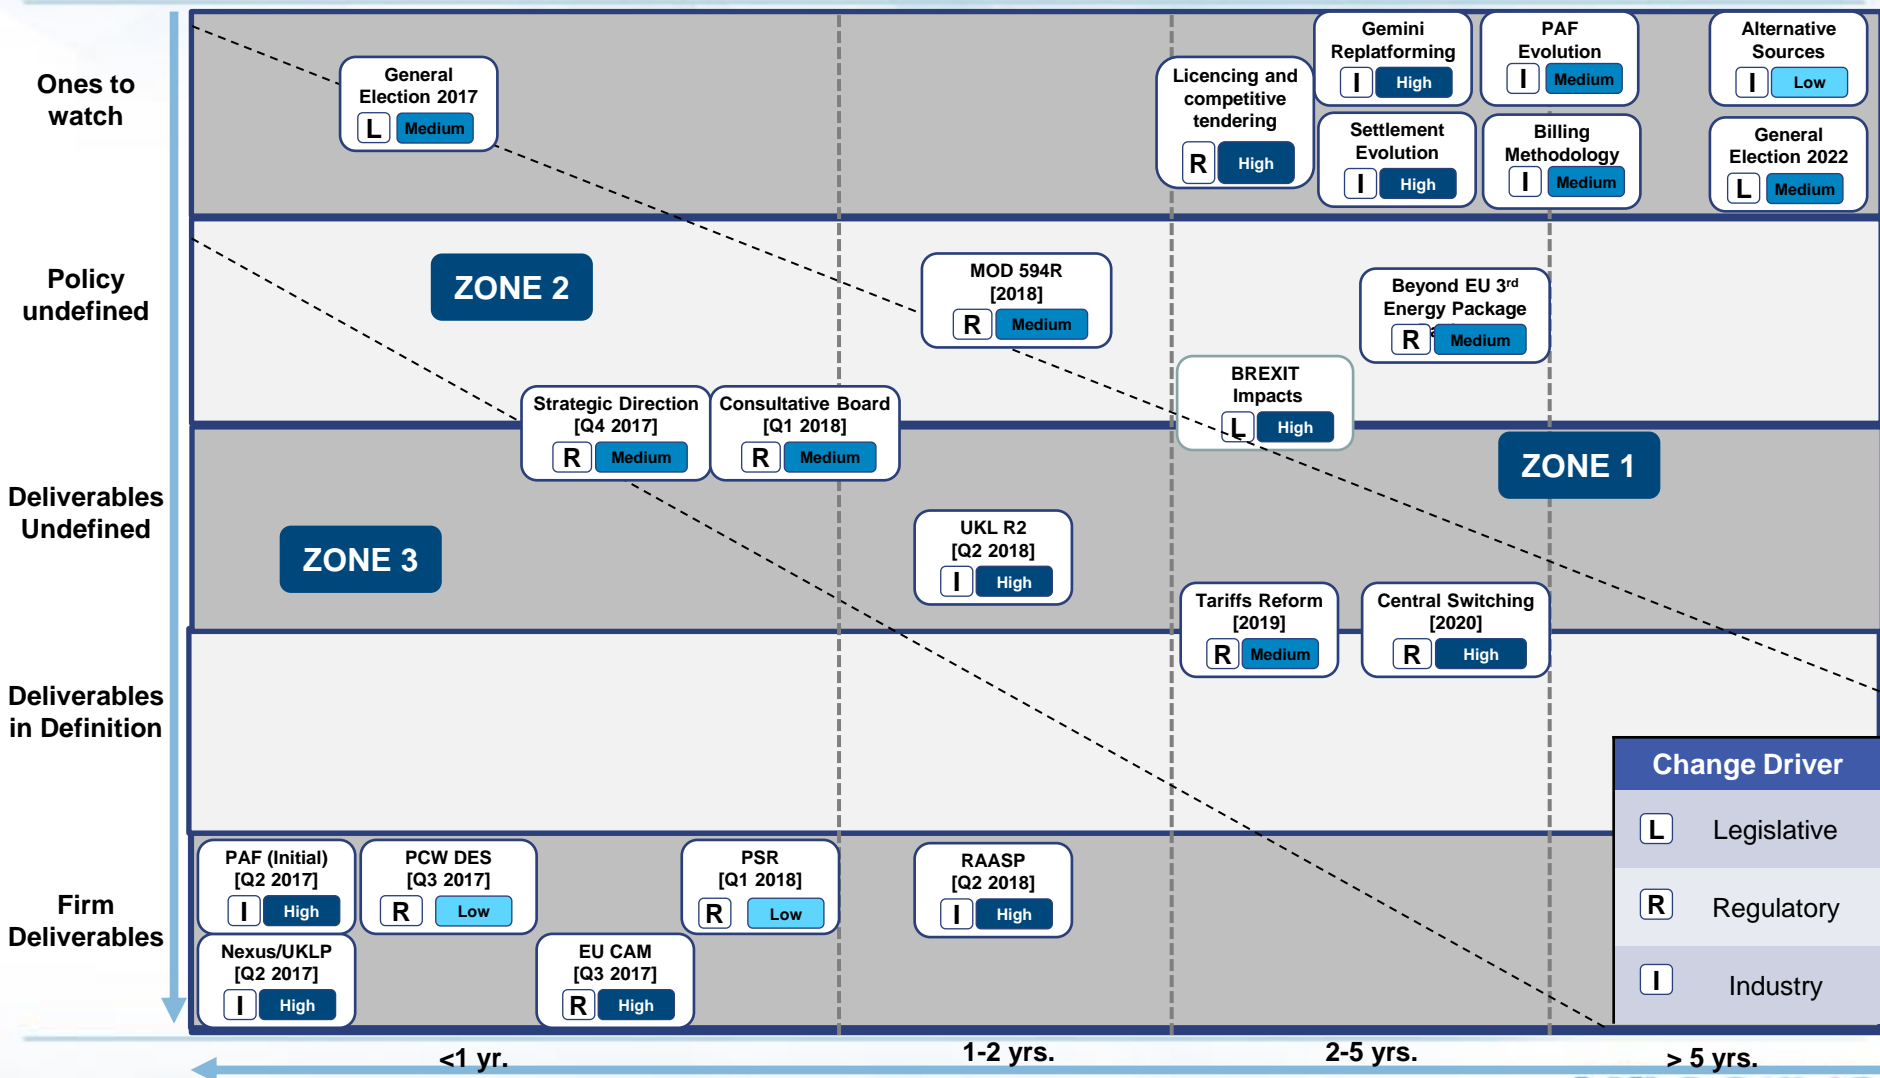 Ones to
watch
General
Election 2017
L Medium
Licencing and
competitive
tendering
R High
Gemini
Replatforming
I High
PAF
Evolution
I Medium
Alternative
Sources
I Low
Settlement
Evolution
I High
Billing
Methodology
I Medium
General
Election 2022
L Medium
Policy
undefined
ZONE 2
MOD 594R
[2018]
R Medium
Beyond EU 3rd
Energy Package
R Medium
BREXIT
Impacts
L High
Strategic Direction
[Q4 2017]
R Medium
Consultative Board
[Q1 2018]
R Medium
ZONE 1
Deliverables
Undefined
ZONE 3
UKL R2
[Q2 2018]
I High
Tariffs Reform
[2019]
R Medium
Central Switching
[2020]
R High
Deliverables
in Definition
Change Driver
L Legislative
R Regulatory
I Industry
Firm
Deliverables
PAF (Initial)
[Q2 2017]
I High
PCW DES
[Q3 2017]
R Low
PSR
[Q1 2018]
R Low
RAASP
[Q2 2018]
I High
Nexus/UKLP
[Q2 2017]
I High
EU CAM
[Q3 2017]
R High
<1 yr.
1-2 yrs.
2-5 yrs.
> 5 yrs.